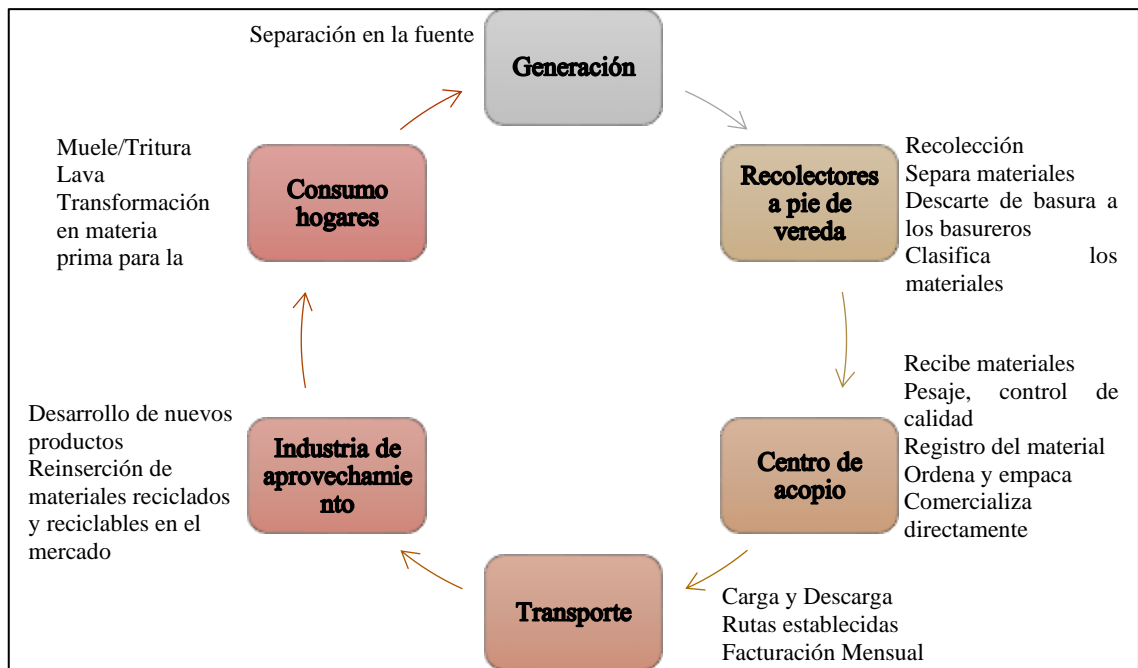 Separación en la fuente
Generación
Recolectores
a pie de
vereda
Recolección
Separa materiales
Descarte de basura a
los basureros
Clasifica los
materiales
Centro de
acopio
Recibe materiales
Pesaje, control de
calidad
Registro del material
Ordena y empaca
Comercializa
directamente
Transporte
Carga y Descarga
Rutas establecidas
Facturación Mensual
Industria de
aprovechamie
nto
Desarrollo de nuevos
productos
Reinserción de
materiales reciclados
y reciclables en el
mercado
Consumo
hogares
Muele/Tritura
Lava
Transformación
en materia
prima para la